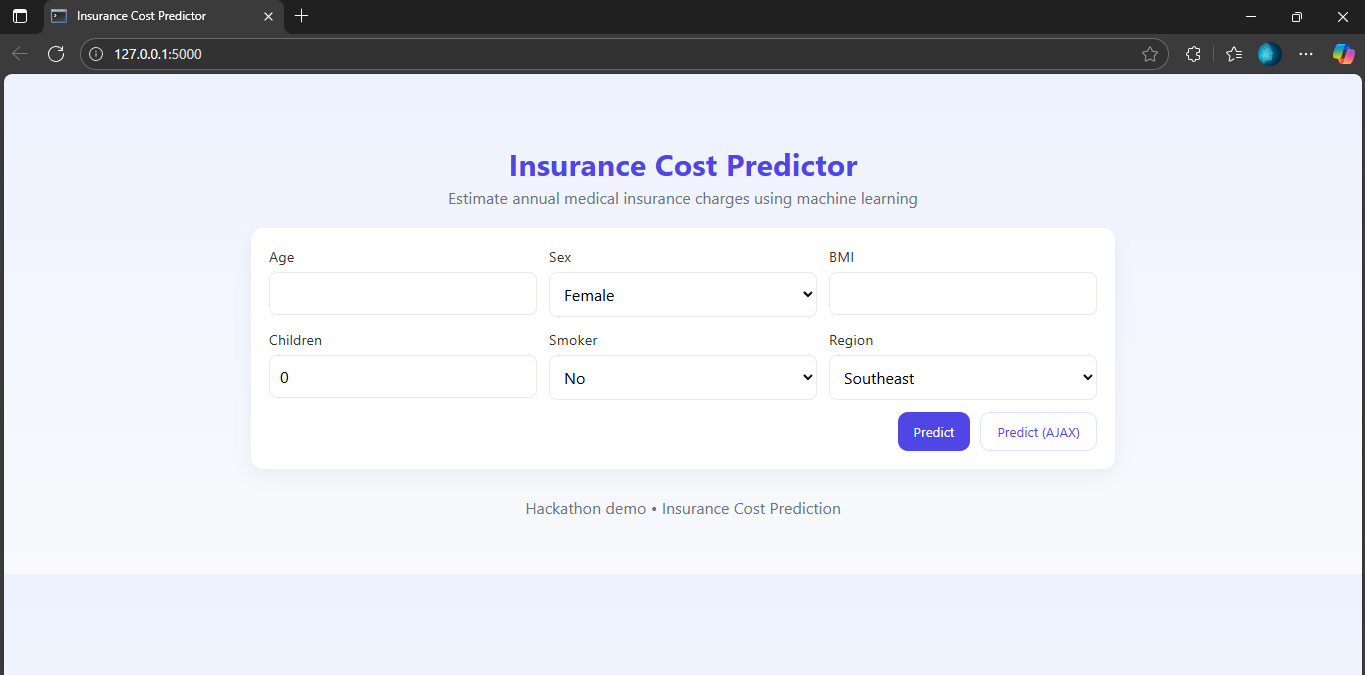 Insurance Cost Predictor
127.0.0.1:5000
Insurance Cost Predictor
Estimate annual medical insurance charges using machine learning
Age Sex BMI
Female
Children Smoker Region
0 No Southeast
Predict Predict (AJAX)
Hackathon demo • Insurance Cost Prediction